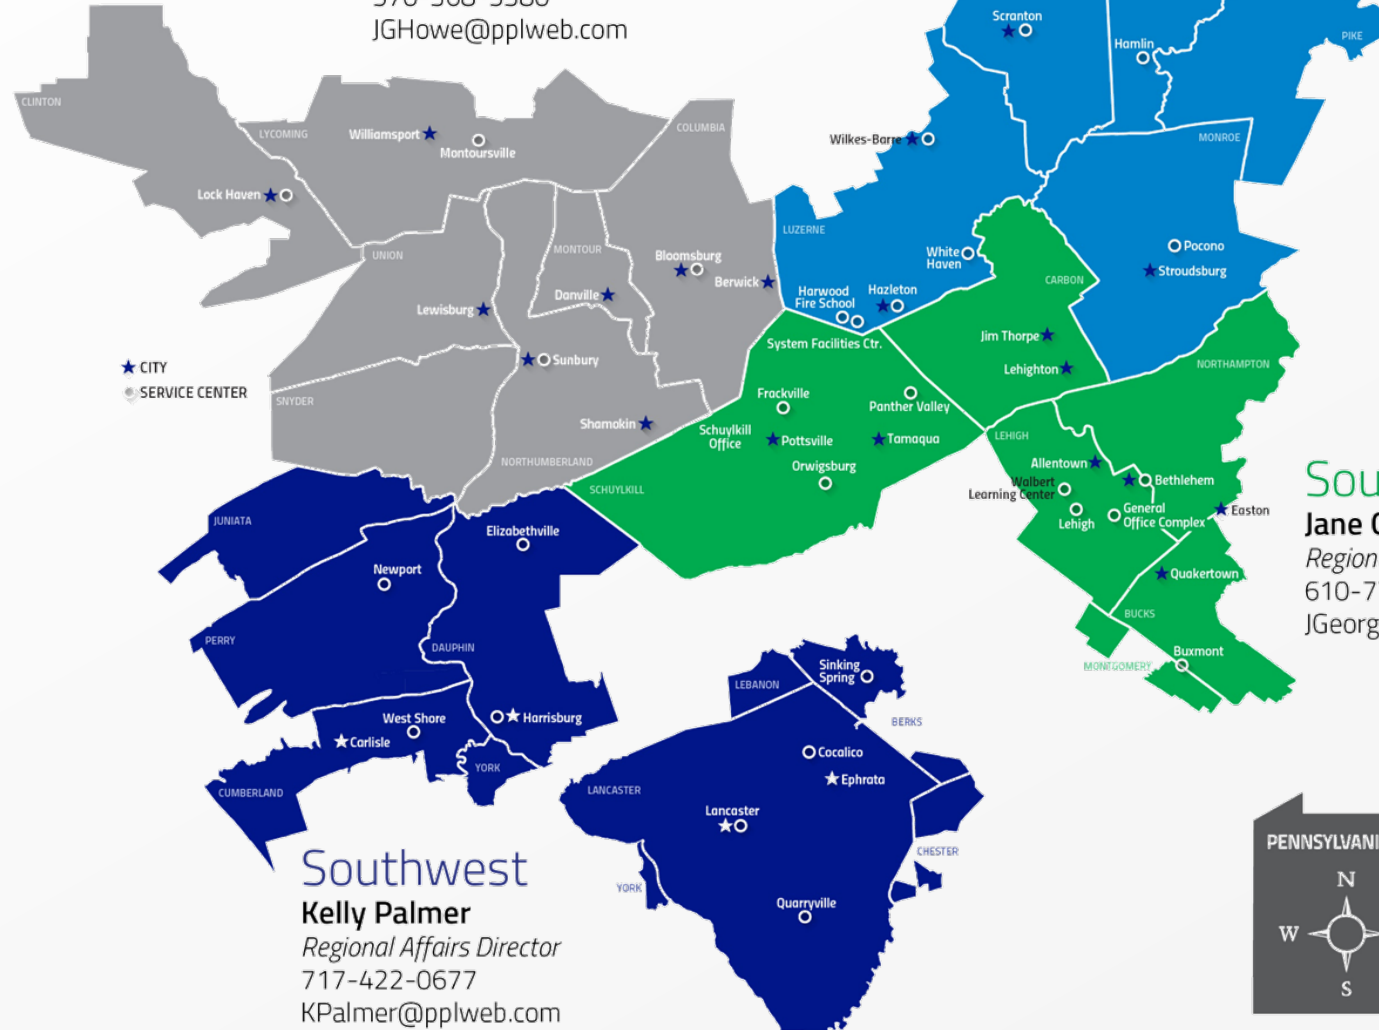 JGHowe@pplweb.com
Scranton
Hamlin
PIKE
CLINTON
LYCOMING
Williamsport
Montoursville
COLUMBIA
Wilkes-Barre
MONROE
Lock Haven
UNION
MONTOUR
LUZERNE
Bloomsburg
Berwick
White
Haven
Pocono
Stroudsburg
CARBON
Danville
Lewisburg
Harwood
Fire School
Hazleton
System Facilities Ctr.
Jim Thorpe
Lehighton
NORTHAMPTON
CITY
SERVICE CENTER
SNYDER
Sunbury
Shamokin
NORTHUMBERLAND
Frackville
Panther Valley
Schuylkill
Office
Pottsville
Tamaqua
Orwigsburg
SCHUYLKILL
LEHIGH
Allentown
Walbert
Learning Center
Bethlehem
Lehigh
General
Office Complex
Easton
Quakertown
BUCKS
MONTGOMERY
Buxmont
JUNIATA
Elizabethville
Newport
PERRY
DAUPHIN
West Shore
Harrisburg
Carlisle
YORK
CUMBERLAND
LEBANON
Sinking
Spring
BERKS
Cocalico
Ephrata
LANCASTER
Lancaster
CHESTER
YORK
Quarryville
Southwest
Kelly Palmer
Regional Affairs Director
717-422-0677
KPalmer@pplweb.com
Sou
Jane
Region
610-7
JGeorg
PENNSYLVANI
N
W
S